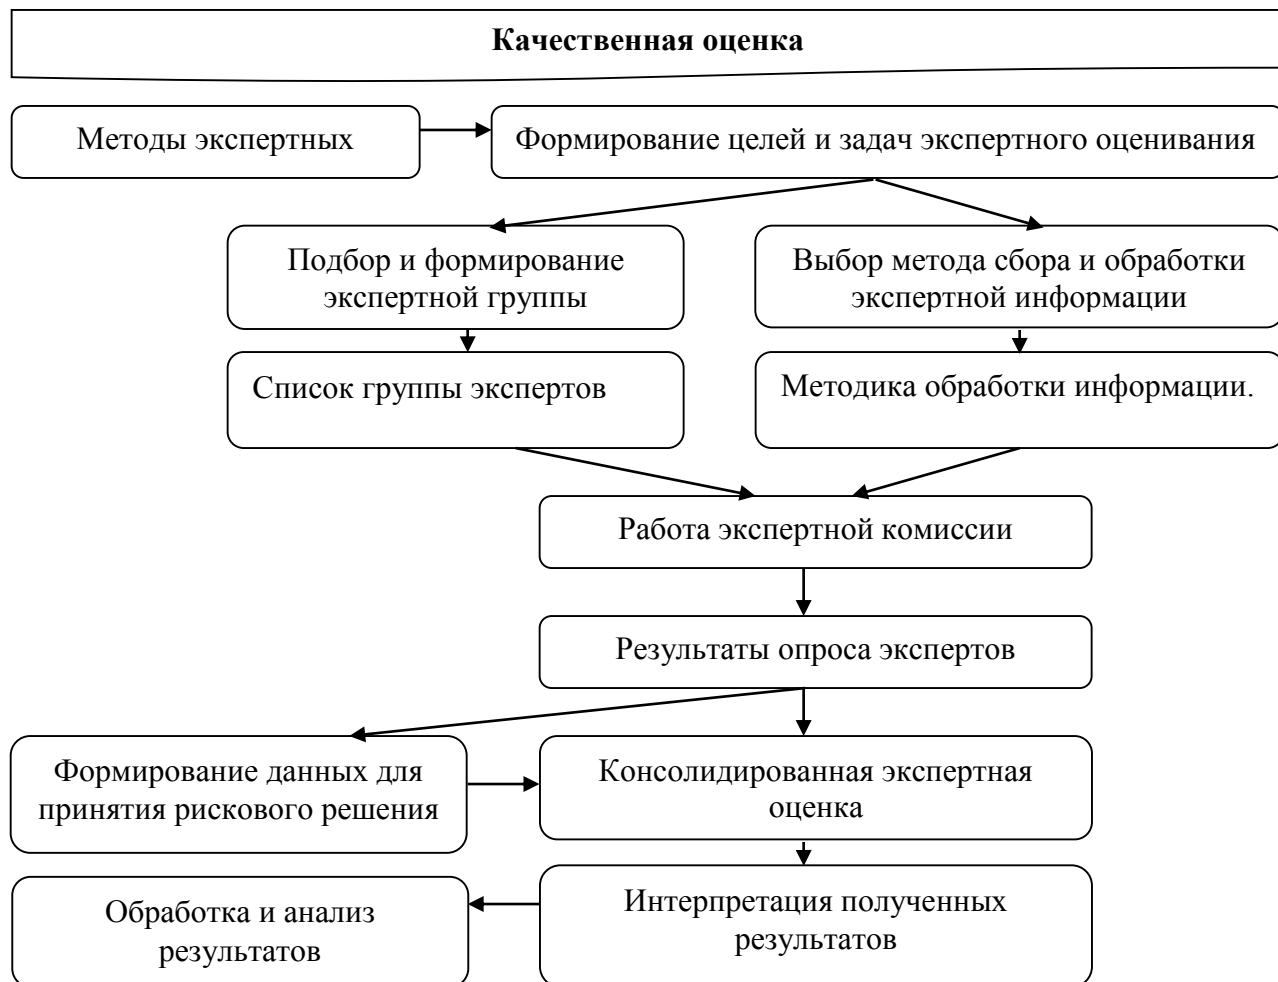 Качественная оценка
Методы экспертных
Формирование целей и задач экспертного оценивания
Подбор и формирование
экспертной группы
Выбор метода сбора и обработки
экспертной информации
Список группы экспертов
Методика обработки информации.
Работа экспертной комиссии
Результаты опроса экспертов
Формирование данных для
принятия рискового решения
Консолидированная экспертная
оценка
Обработка и анализ
результатов
Интерпретация полученных
результатов